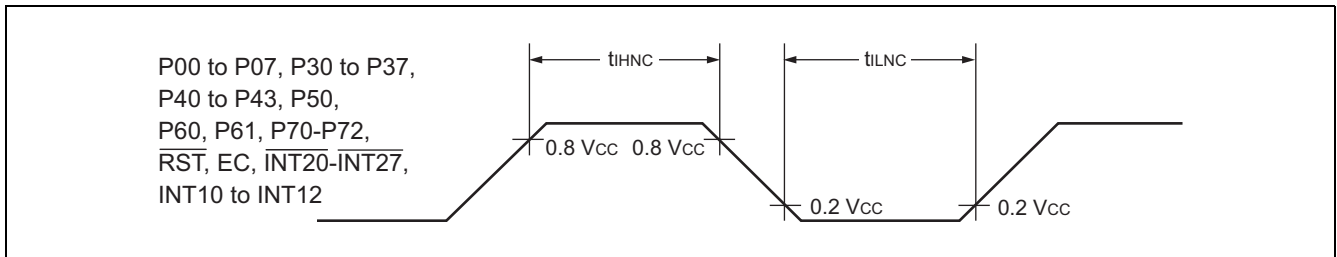 P00 to P07, P30 to P37,
P40 to P43, P50,
P60, P61, P70-P72,
RST, EC, INT20-INT27,
INT10 to INT12
tIHNC
tILNC
0.8 VCC 0.8 VCC
0.2 VCC
0.2 VCC